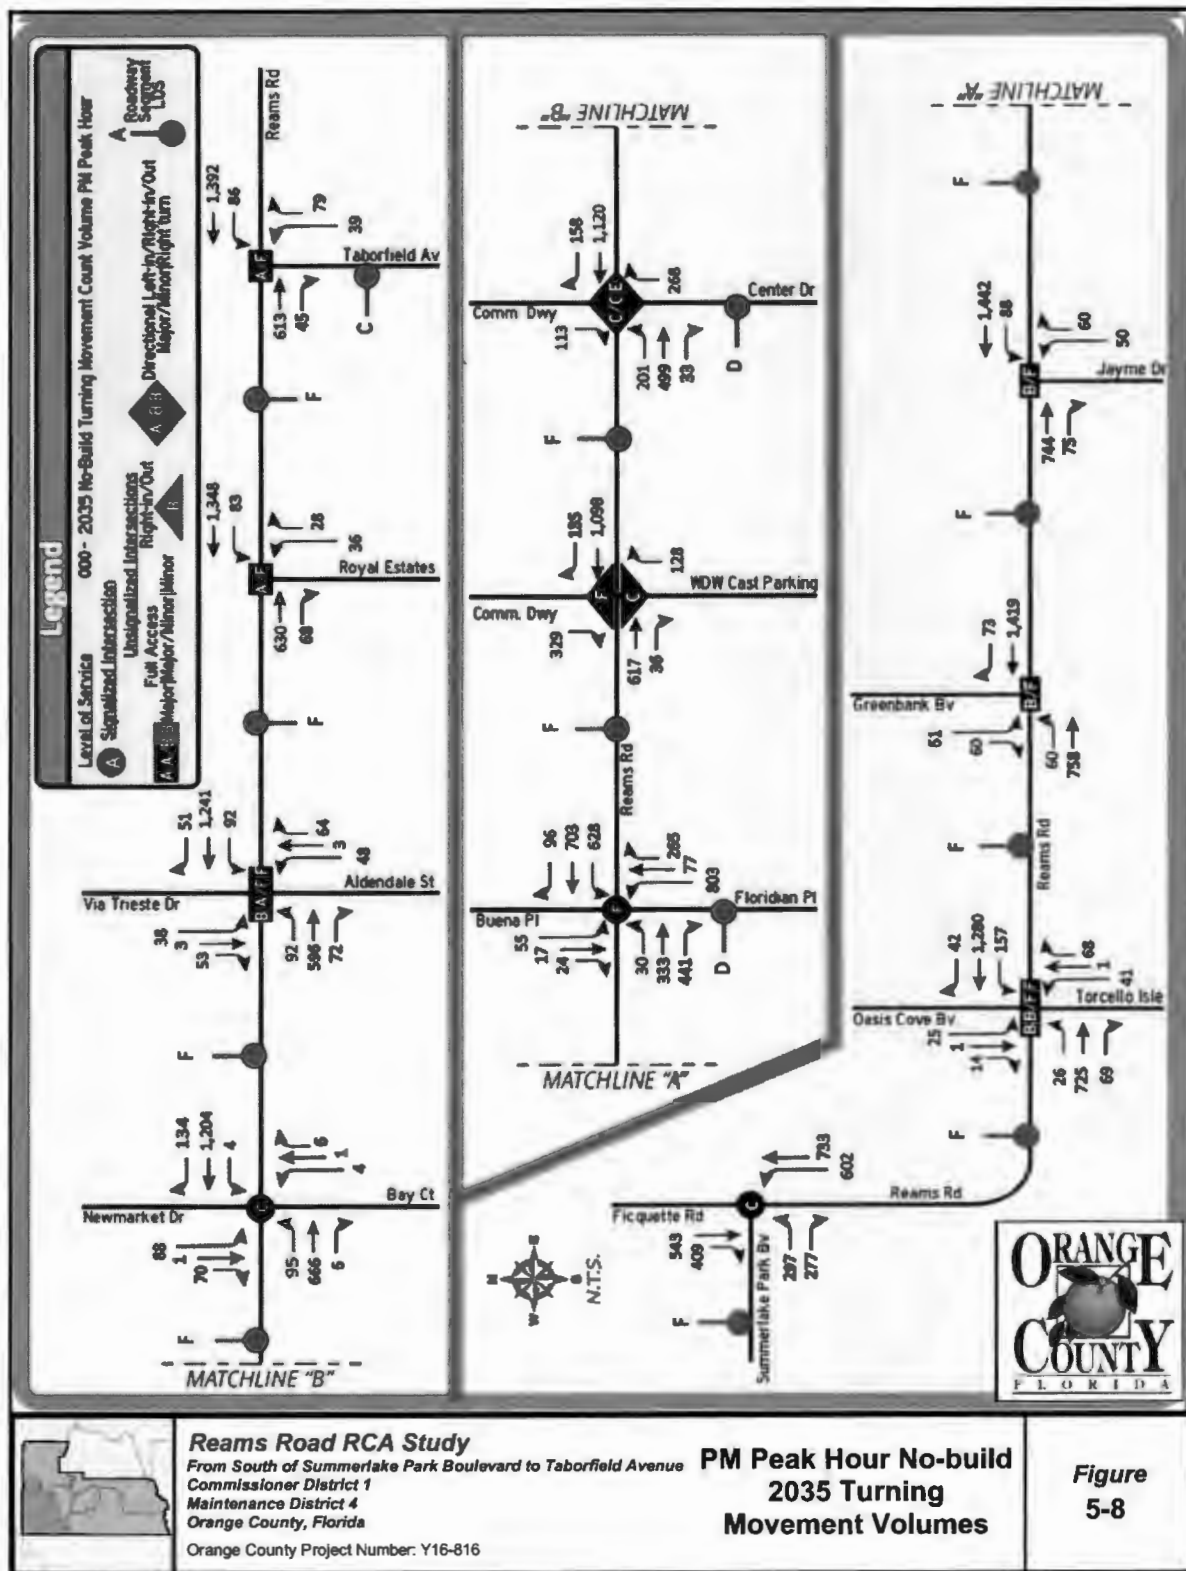 Legend
Level of Service
000 - 2035 No-Build Turning Movement Count Volume PM Peak Hour
A Signalized Intersection
Unsignalized Intersections
Full Access
Major/Major/Minor/Minor
Right-In/Out
B
A B B
Directional Left-In/Right-In/Out
Major/Minor/Right turn
A Roadway
Segment
LOS
Reams Rd
1,392
86
79
39
A/F
Taborfield Av
613
45
C
F
1,348
83
28
36
A/F
Royal Estates
630
68
F
51
1,241
92
64
3
48
Via Trieste Dr
Aldendale St
38
3
53
92
596
72
F
134
1,204
4
6
1
4
Newmarket Dr
Bay Ct
88
1
70
95
666
6
F
MATCHLINE "B"
MATCHLINE "B"
158
1,120
268
Comm. Dwy
C/C E
Center Dr
113
201
499
33
D
F
185
1,098
128
Comm. Dwy
F
C
WDW Cast Parking
329
617
36
F
Reams Rd
96
703
628
265
77
803
Buena Pl
Floridian Pl
55
17
24
30
333
441
D
MATCHLINE "A"
MATCHLINE "A"
F
1,442
88
60
50
B/F
Jayme Dr
744
75
F
73
1,419
Greenbank Bv
B/F
61
60
60
758
F
Reams Rd
42
1,280
157
68
1
41
Oasis Cove Bv
Torcello Isle
25
1
14
26
725
69
F
733
602
Ficquette Rd
C
Reams Rd
543
409
297
277
Summerlake Park Bv
F
N
E
S
W
N.T.S.
ORANGE
COUNTY
FLORIDA
Reams Road RCA Study
From South of Summerlake Park Boulevard to Taborfield Avenue
Commissioner District 1
Maintenance District 4
Orange County, Florida
Orange County Project Number: Y16-816
PM Peak Hour No-build
2035 Turning
Movement Volumes
Figure
5-8